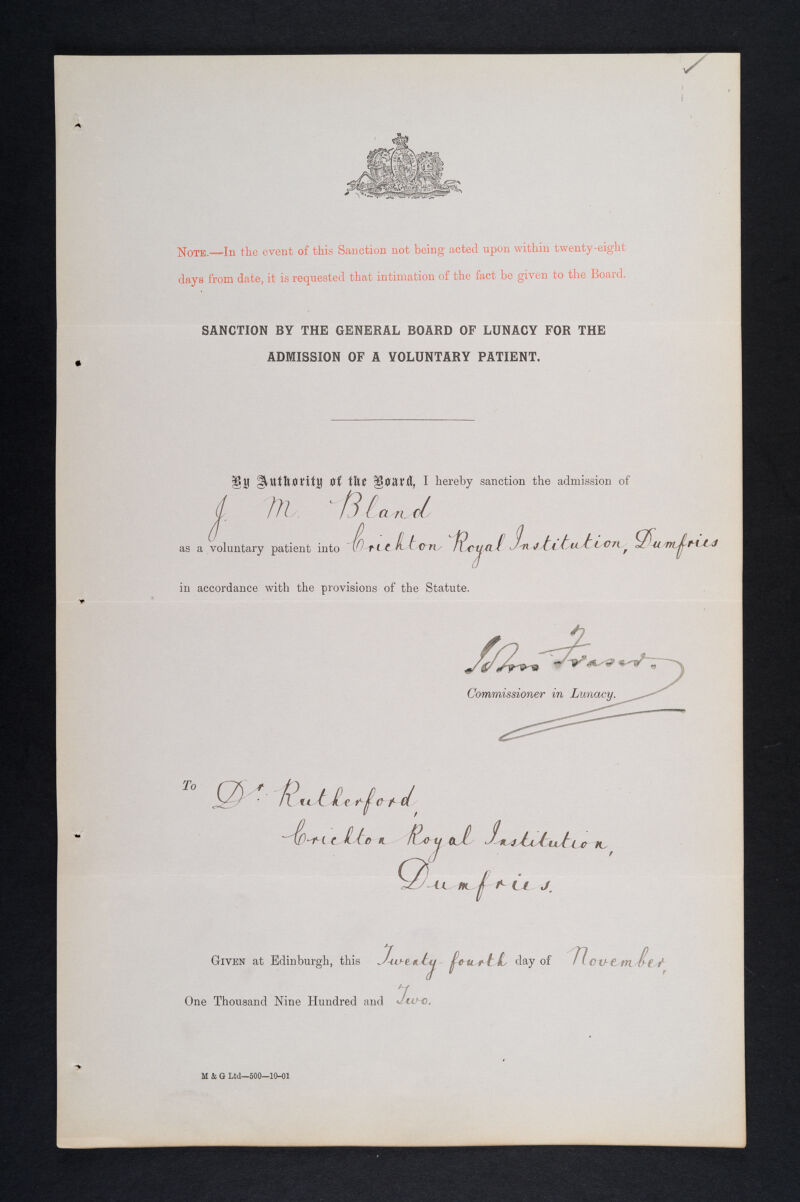 NOTE.—In the event of this Sanction not being acted upon within twenty-eight
days from date, it is requested that intimation of the fact be given to the Board.
SANCTION BY THE GENERAL BOARD OF LUNACY FOR THE
ADMISSION OF A VOLUNTARY PATIENT.
By Authority of the Board, I hereby sanction the admission of
J. M. Bland
as a voluntary patient into Crichton Royal Institution, Dumfries
in accordance with the provisions of the Statute.
John Fraser.
Commissioner in Lunacy.
To Dr. Rutherford,
Crichton Royal Institution,
Dumfries.
GIVEN at Edinburgh, this Twenty fourth day of November,
One Thousand Nine Hundred and Two.
M & G Ltd—500—10-01